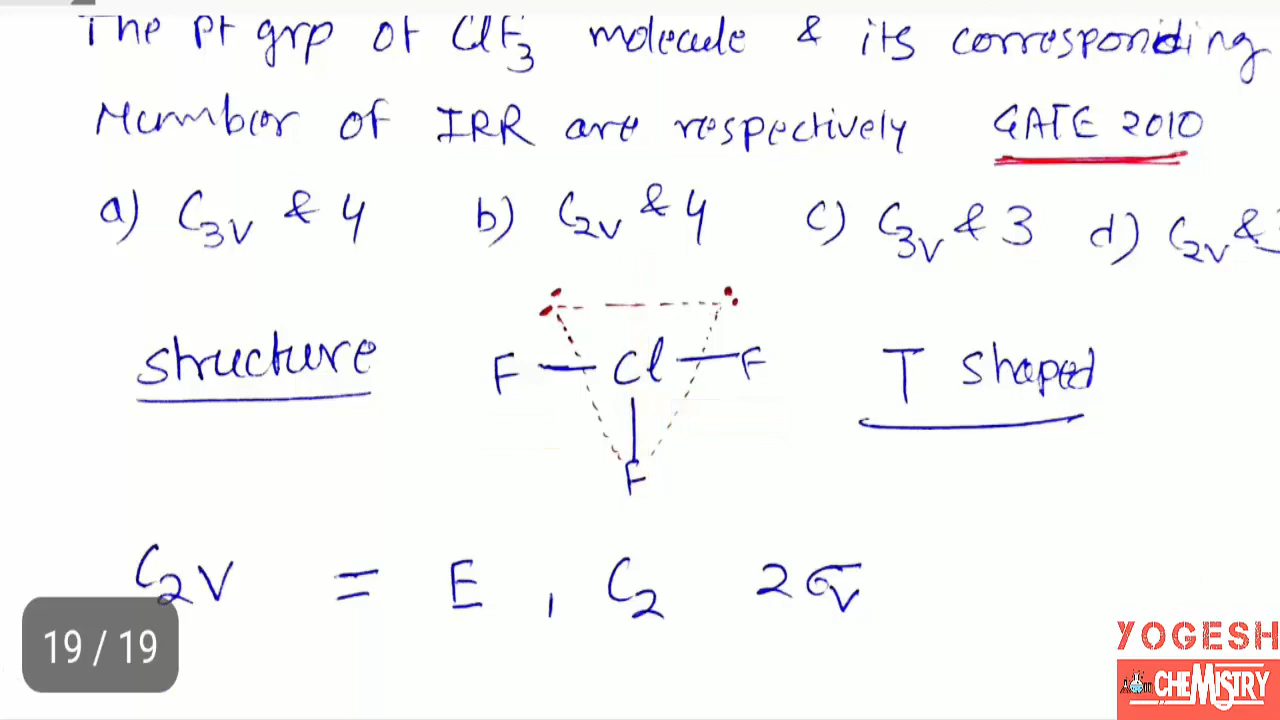 The pt grp of ClF3 molecule & its corresponding
Number of IRR are respectively GATE 2010
a) C3v & 4 b) C2v & 4 c) C3v & 3 d) C2v &
structure
F — Cl — F
F
T shaped
C2v = E, C2 2σv
19 / 19
YOGESH
CHEMISTRY